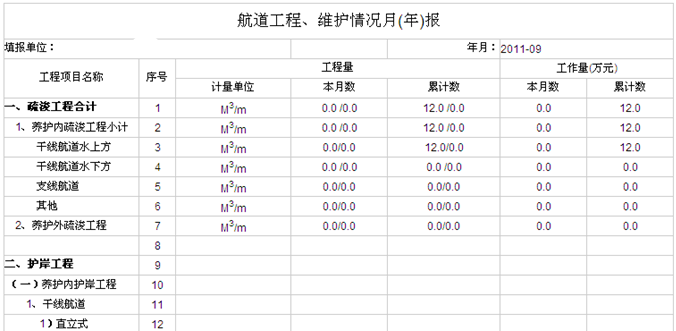 航道工程、维护情况月(年)报
填报单位： 年月： 2011-09
工程项目名称 序号 工程量 工作量(万元)
计量单位 本月数 累计数 本月数 累计数
一、疏浚工程合计 1 M3/m 0.0 /0.0 12.0 /0.0 0.0 12.0
1、养护内疏浚工程小计 2 M3/m 0.0 /0.0 12.0 /0.0 0.0 12.0
干线航道水上方 3 M3/m 0.0/0.0 12.0/0.0 0.0 12.0
干线航道水下方 4 M3/m 0.0 /0.0 0.0 /0.0 0.0 0.0
支线航道 5 M3/m 0.0/0.0 0.0/0.0 0.0 0.0
其他 6 M3/m 0.0/0.0 0.0/0.0 0.0 0.0
2、养护外疏浚工程 7 M3/m 0.0/0.0 0.0/0.0 0.0 0.0
8
二、护岸工程 9
（一）养护内护岸工程 10
1、干线航道 11
1）直立式 12